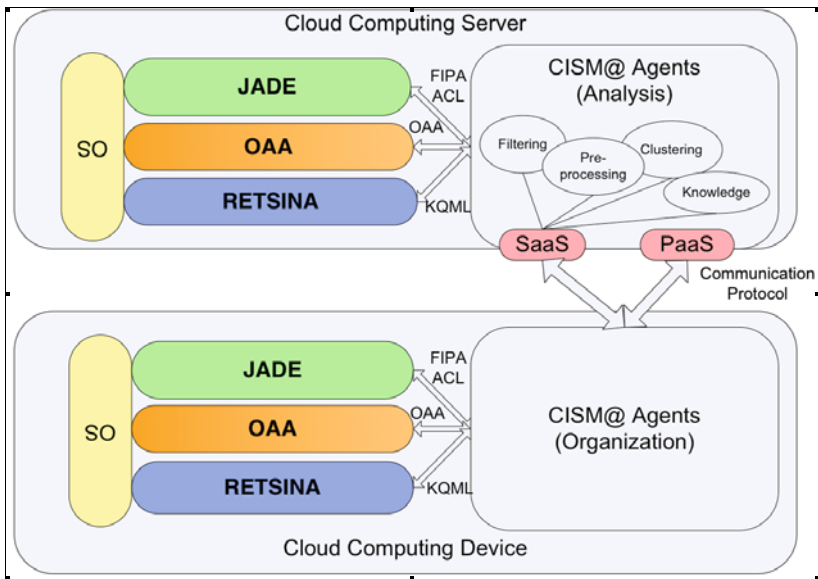 Cloud Computing Server
SO
JADE
OAA
RETSINA
FIPA
ACL
OAA
KQML
CISM@ Agents
(Analysis)
Filtering
Pre-
processing
Clustering
Knowledge
SaaS
PaaS
Communication
Protocol
SO
JADE
OAA
RETSINA
FIPA
ACL
OAA
KQML
CISM@ Agents
(Organization)
Cloud Computing Device